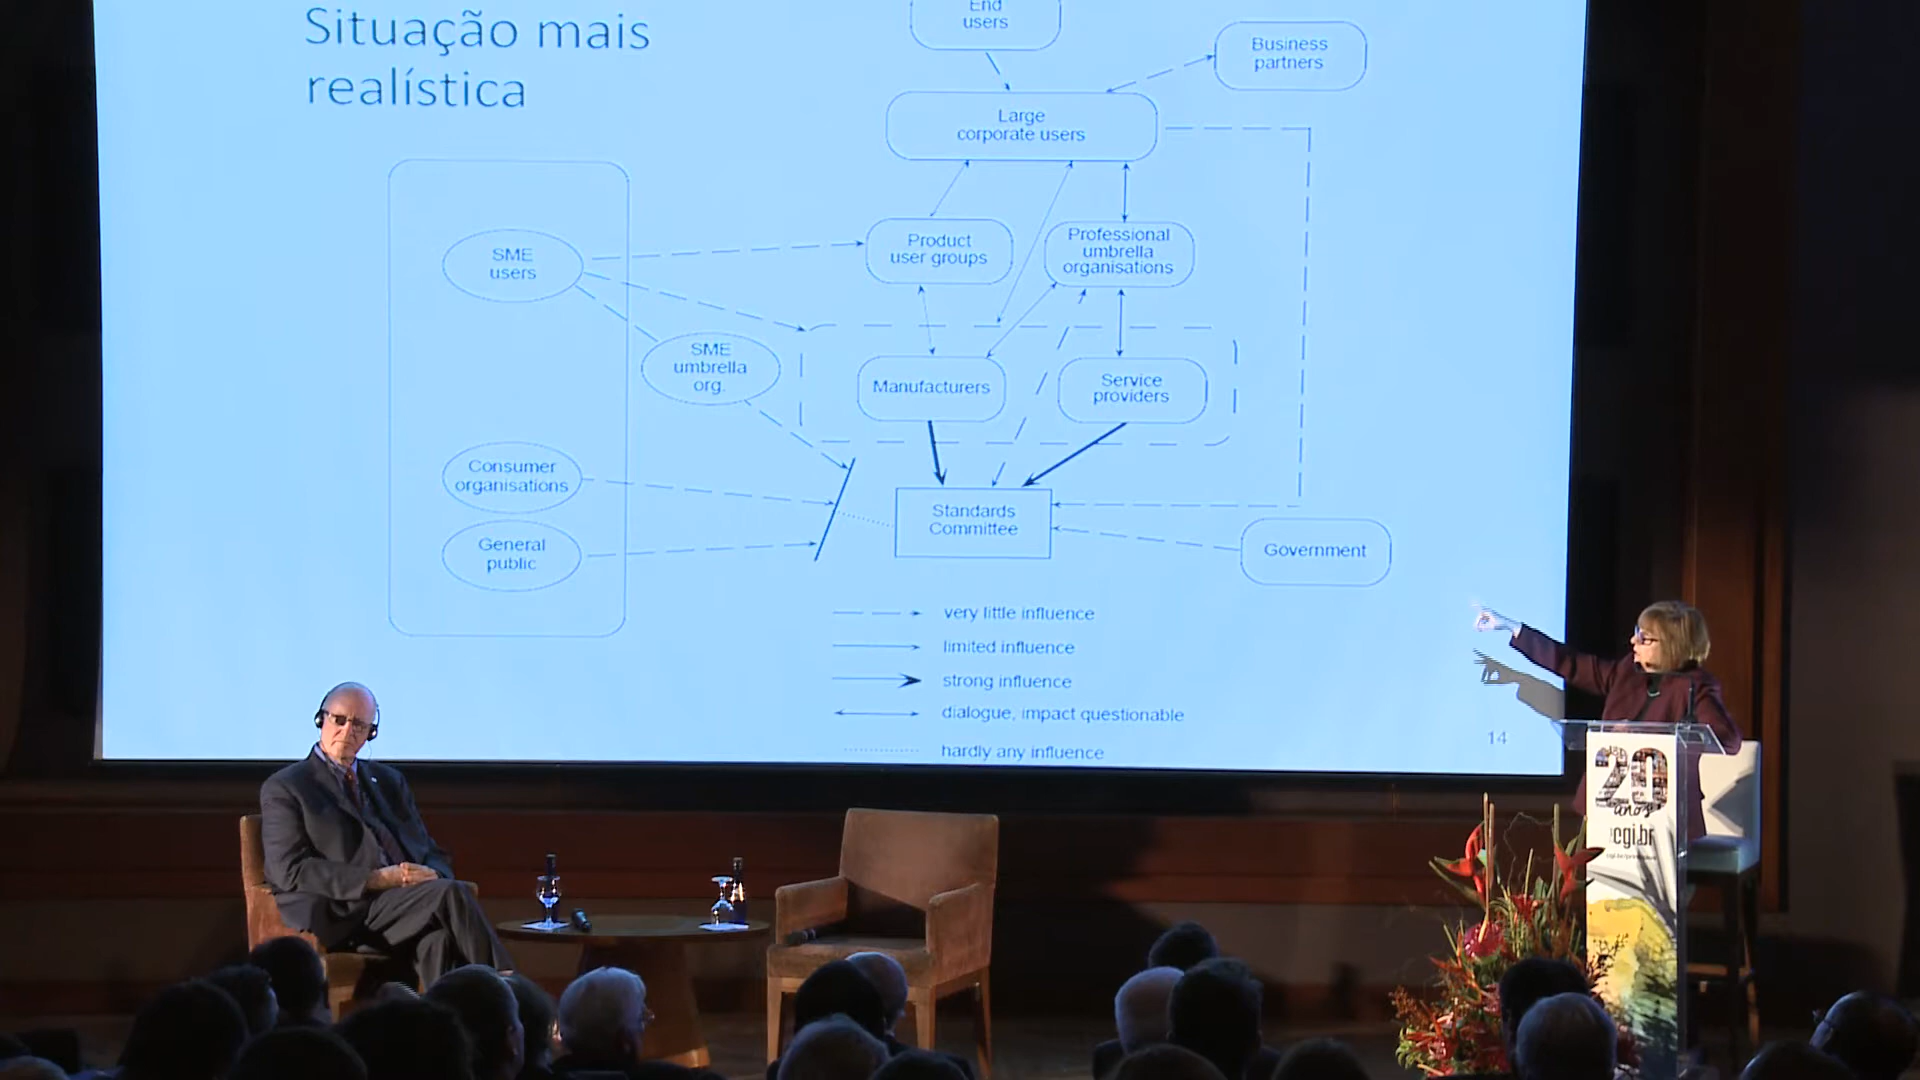 Situação mais
realística
End
users
Business
partners
Large
corporate users
SME
users
Product
user groups
Professional
umbrella
organisations
SME
umbrella
org.
Manufacturers
Service
providers
Consumer
organisations
General
public
Standards
Committee
Government
very little influence
limited influence
strong influence
dialogue, impact questionable
hardly any influence
14
20
anos
cgi.br